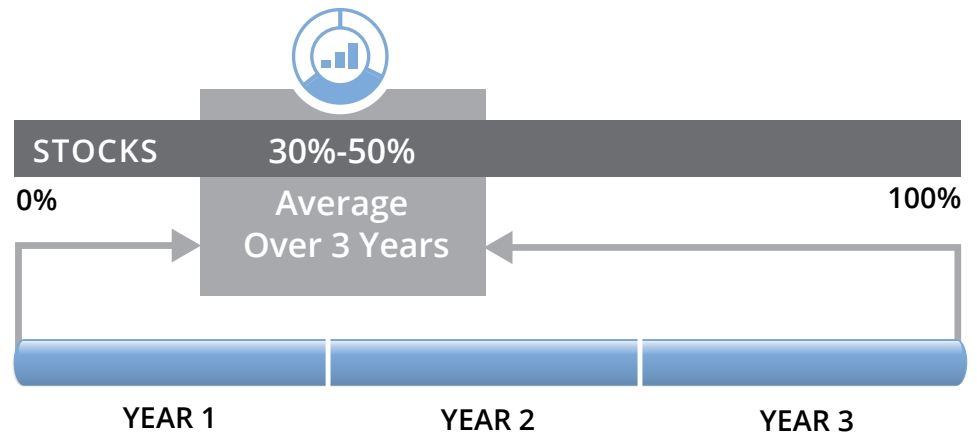 STOCKS 30%-50%
0% 100%
Average
Over 3 Years
YEAR 1 YEAR 2 YEAR 3